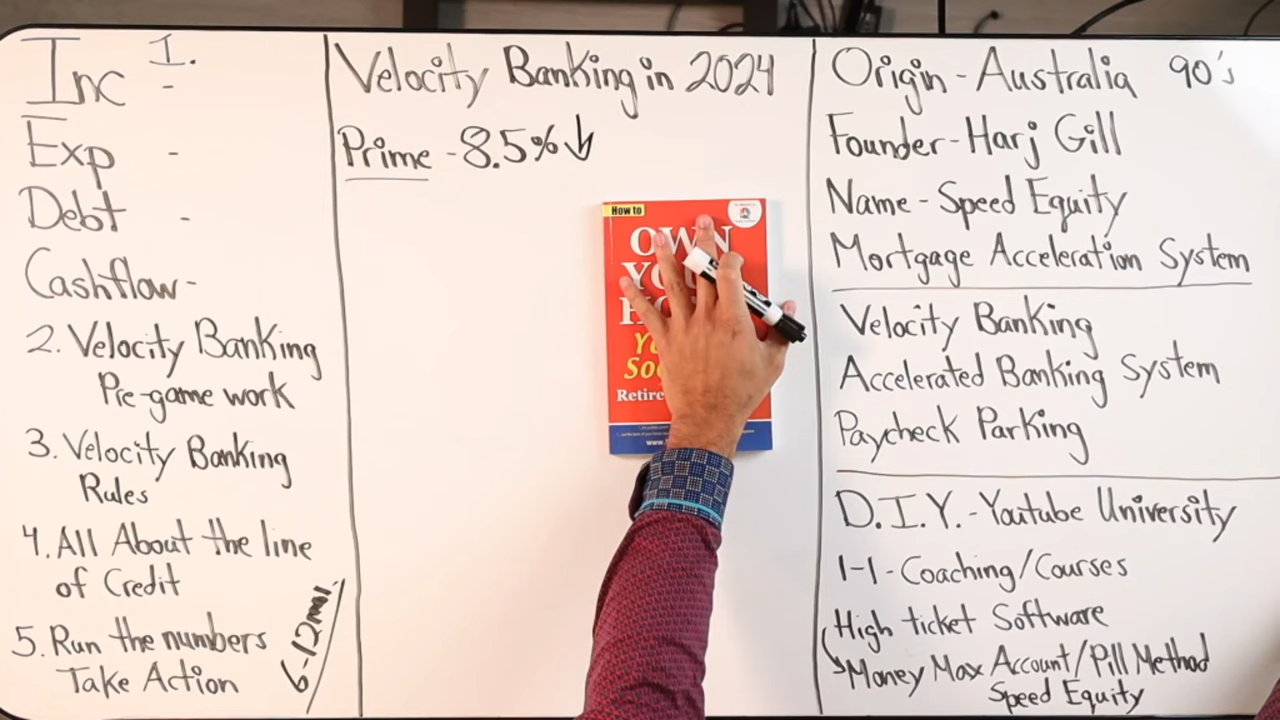 Inc 1. -
Exp -
Debt -
Cashflow -
2. Velocity Banking
Pre-game work
3. Velocity Banking
Rules
4. All About the line
of Credit
5. Run the numbers
Take Action
Velocity Banking in 2024
Prime - 8.5% ↓
How to
OWN
Retire
Origin - Australia 90's
Founder - Harj Gill
Name - Speed Equity
Mortgage Acceleration System
Velocity Banking
Accelerated Banking System
Paycheck Parking
D.I.Y. - Youtube University
1-1 - Coaching/Courses
High ticket Software
Money Max Account/Pill Method
Speed Equity